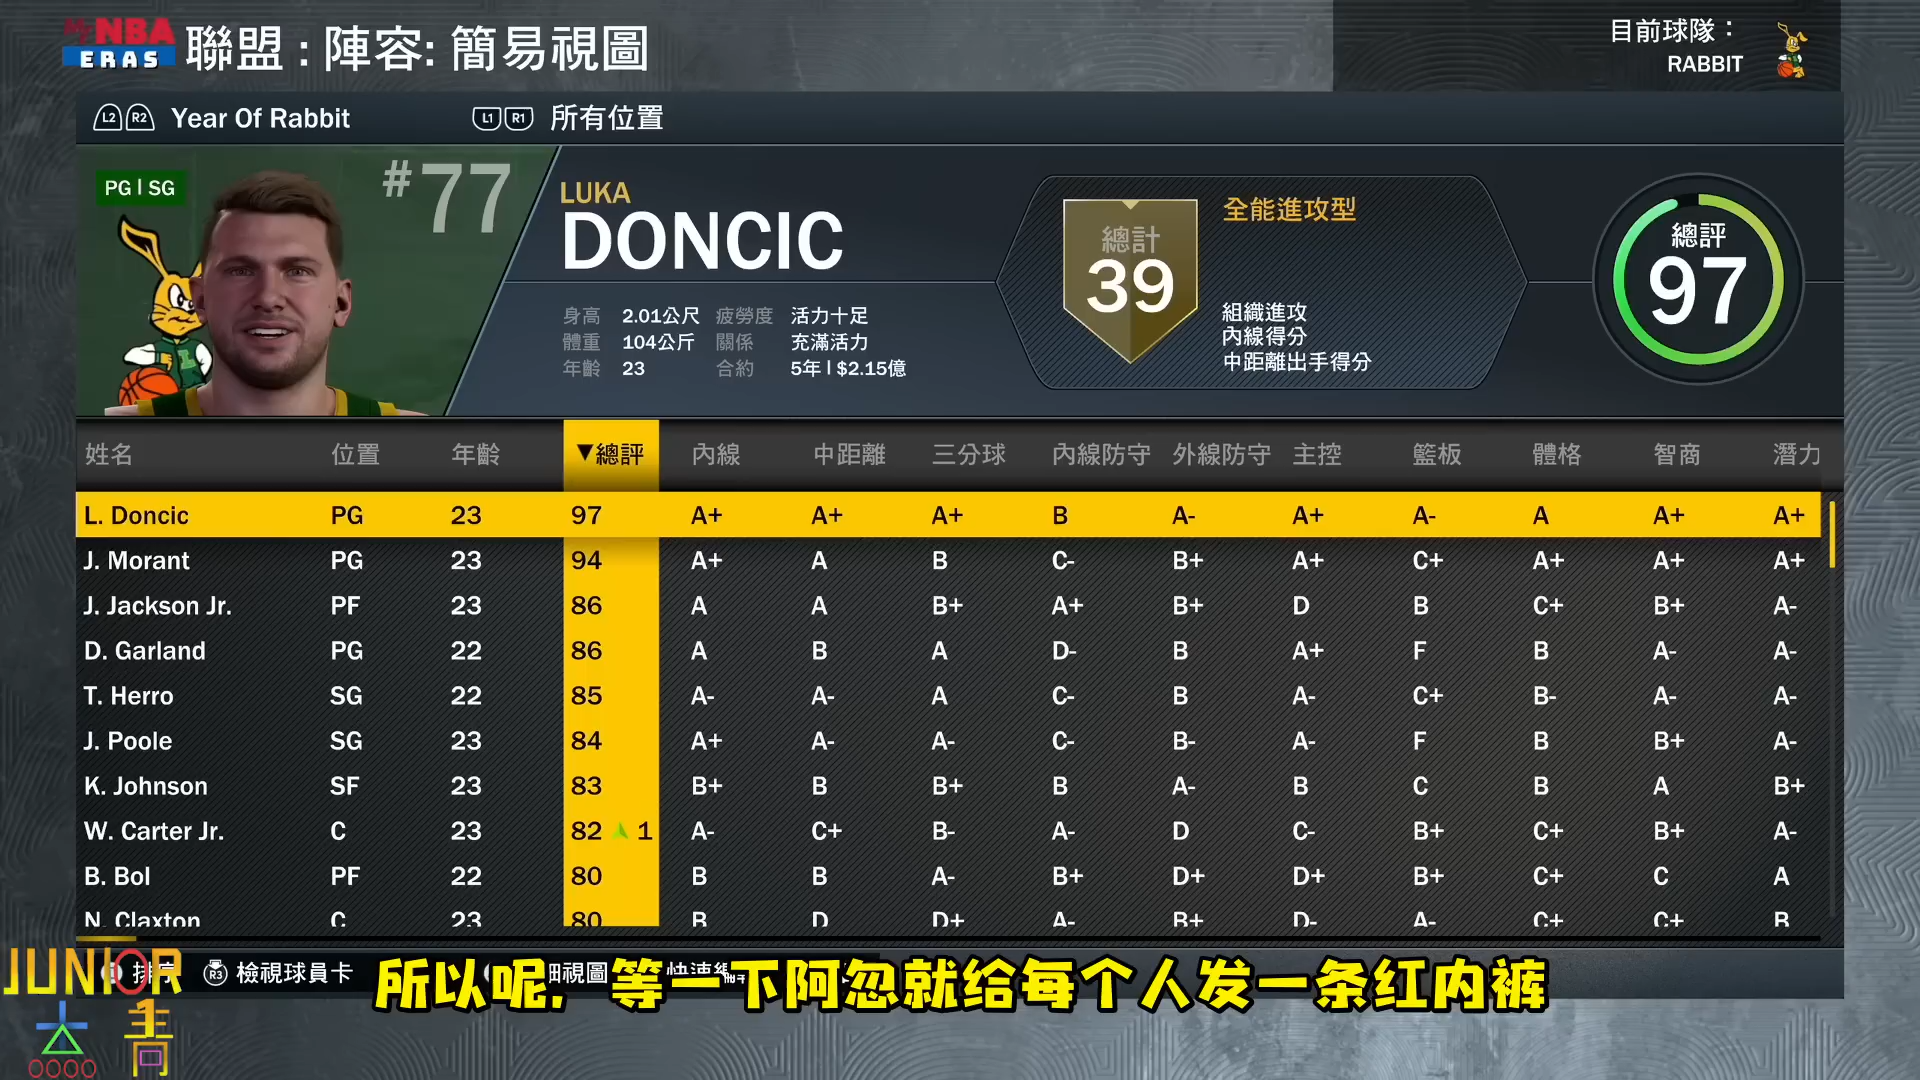 MyNBA ERAS 聯盟 : 陣容: 簡易視圖
目前球隊：
RABBIT
L2 R2 Year Of Rabbit L1 R1 所有位置
PG | SG
#77
LUKA
DONCIC
身高 2.01公尺 疲勞度 活力十足
體重 104公斤 關係 充滿活力
年齡 23 合約 5年 | $2.15億
總計
39
全能進攻型
組織進攻
內線得分
中距離出手得分
總評
97
姓名 位置 年齡 ▼總評 內線 中距離 三分球 內線防守 外線防守 主控 籃板 體格 智商 潛力
L. Doncic PG 23 97 A+ A+ A+ B A- A+ A- A A+ A+
J. Morant PG 23 94 A+ A B C- B+ A+ C+ A+ A+ A+
J. Jackson Jr. PF 23 86 A A B+ A+ B+ D B C+ B+ A-
D. Garland PG 22 86 A B A D- B A+ F B A- A-
T. Herro SG 22 85 A- A- A C- B A- C+ B- A- A-
J. Poole SG 23 84 A+ A- A- C- B- A- F B B+ A-
K. Johnson SF 23 83 B+ B B+ B A- B C B A B+
W. Carter Jr. C 23 82 1 A- C+ B- A- D C- B+ C+ B+ A-
B. Bol PF 22 80 B B A- B+ D+ D+ B+ C+ C A
N. Claxton C 23 80 B D D+ A- B+ D- A- C+ C+ B
R3 檢視球員卡
所以呢，等一下阿忽就给每个人发一条红内裤
JUNIOR